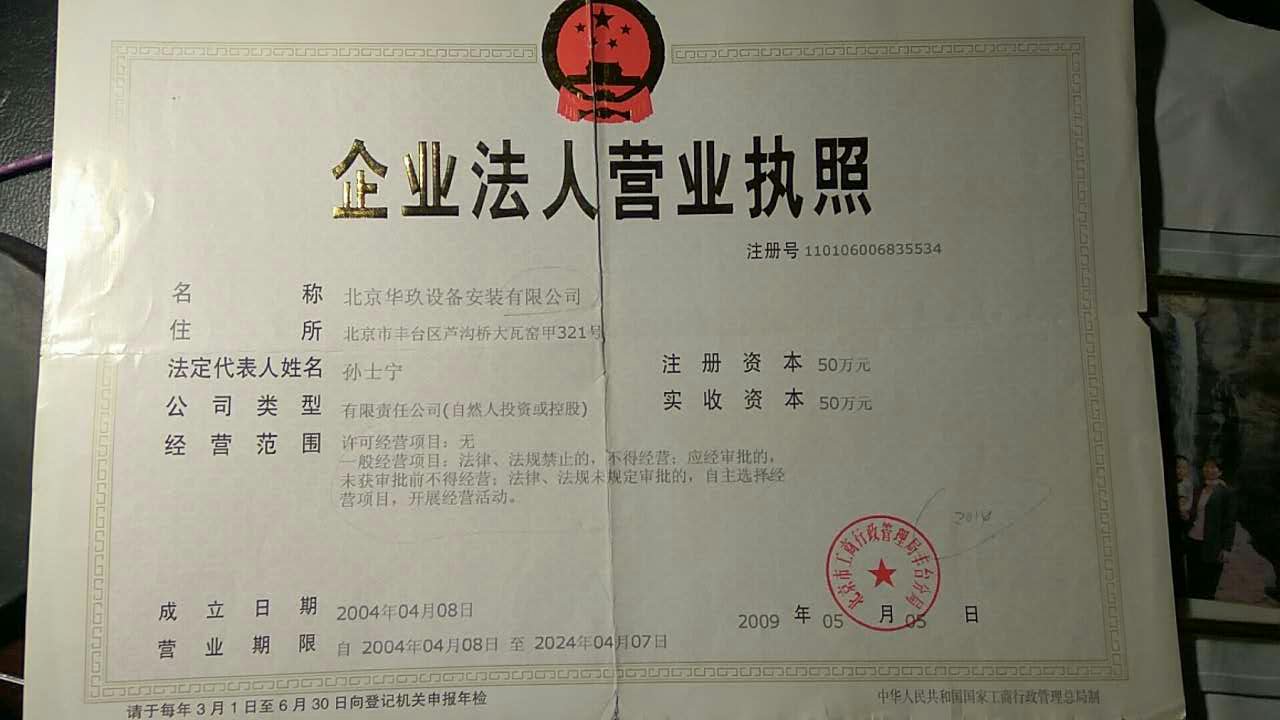 企业法人营业执照
注册号 110106006835534
名称 北京华玖设备安装有限公司
住所 北京市丰台区芦沟桥大瓦窑甲321号
法定代表人姓名 孙士宁
注册资本 50万元
公司类型 有限责任公司(自然人投资或控股)
实收资本 50万元
经营范围 许可经营项目：无
一般经营项目：法律、法规禁止的，不得经营；应经审批的，
未获审批前不得经营；法律、法规未规定审批的，自主选择经
营项目，开展经营活动。
北京市工商行政管理局丰台分局
成立日期 2004年04月08日
2009 年 05 月 05 日
营业期限 自 2004年04月08日 至 2024年04月07日
请于每年3月1日至6月30日向登记机关申报年检
中华人民共和国国家工商行政管理总局制